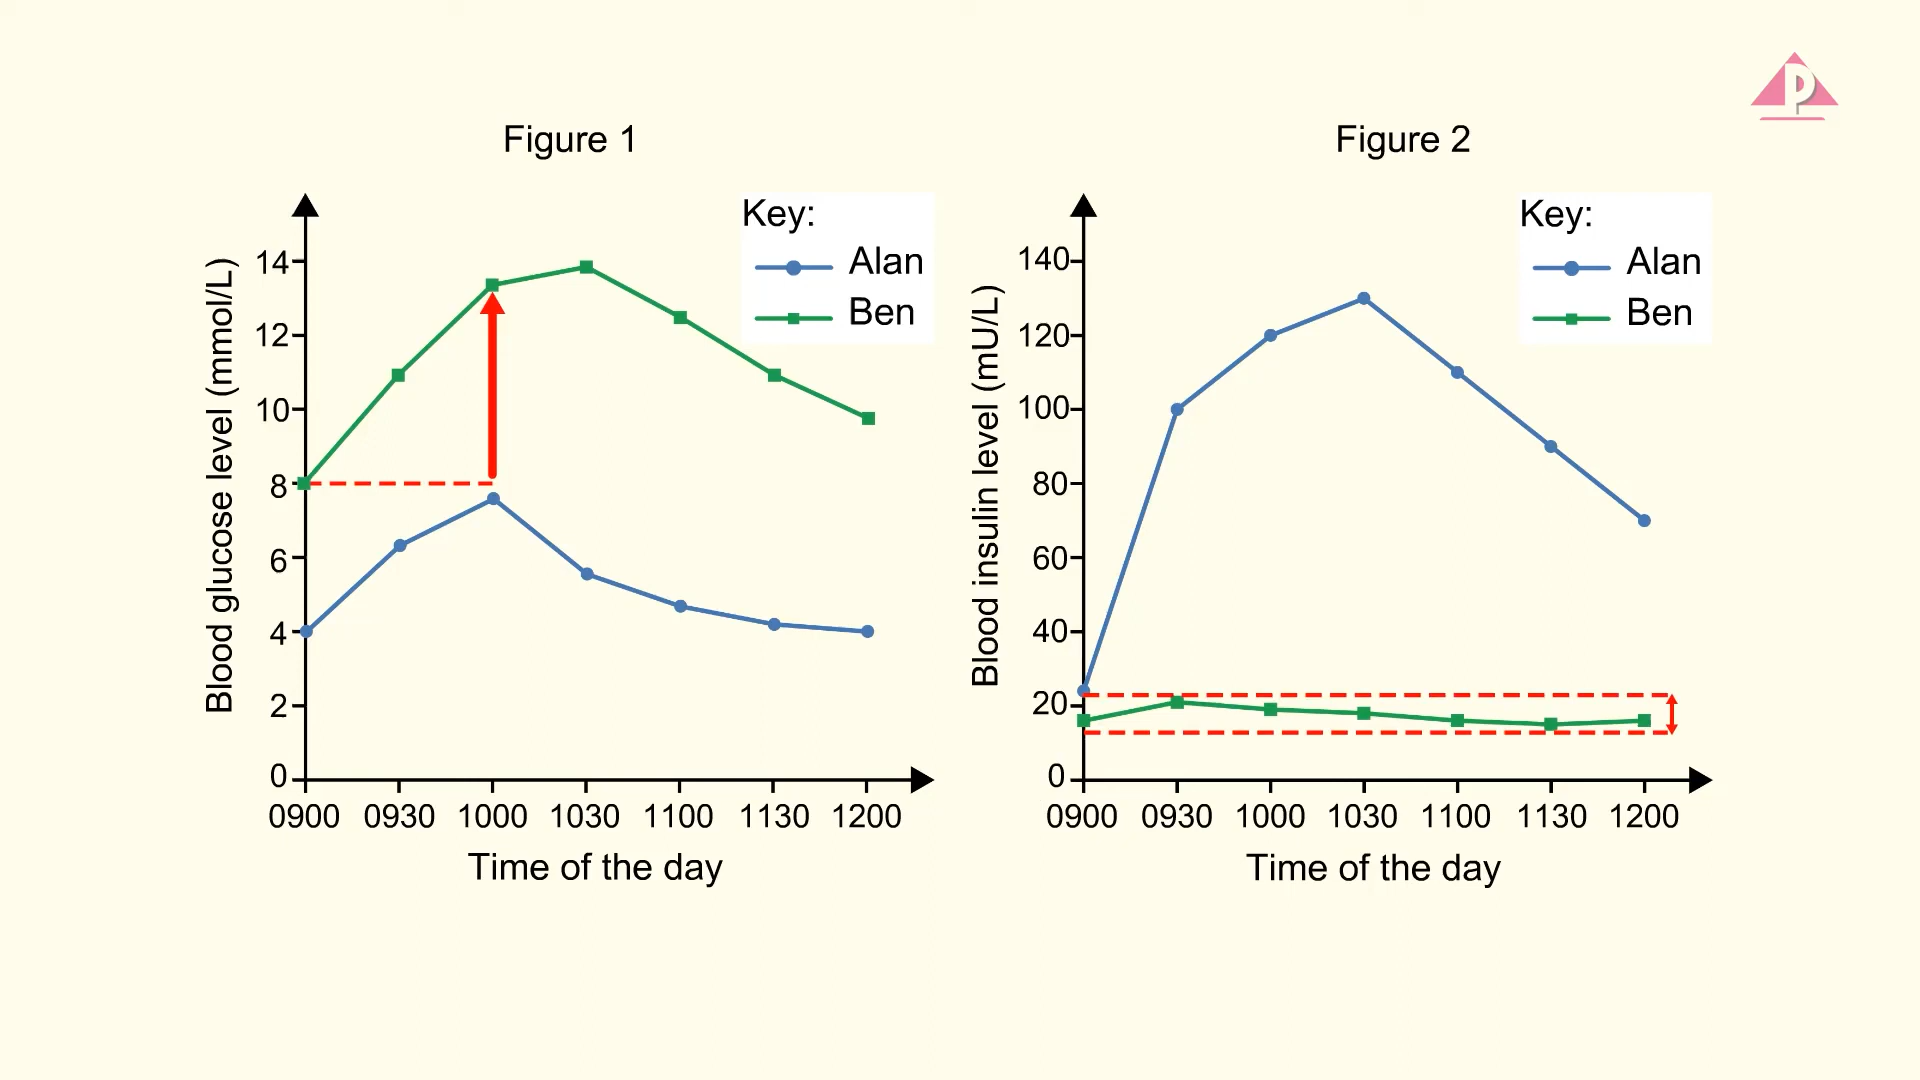 P
Figure 1
Key:
Alan
Ben
Blood glucose level (mmol/L)
14
12
10
8
6
4
2
0
0900 0930 1000 1030 1100 1130 1200
Time of the day
Figure 2
Key:
Alan
Ben
Blood insulin level (mU/L)
140
120
100
80
60
40
20
0
0900 0930 1000 1030 1100 1130 1200
Time of the day